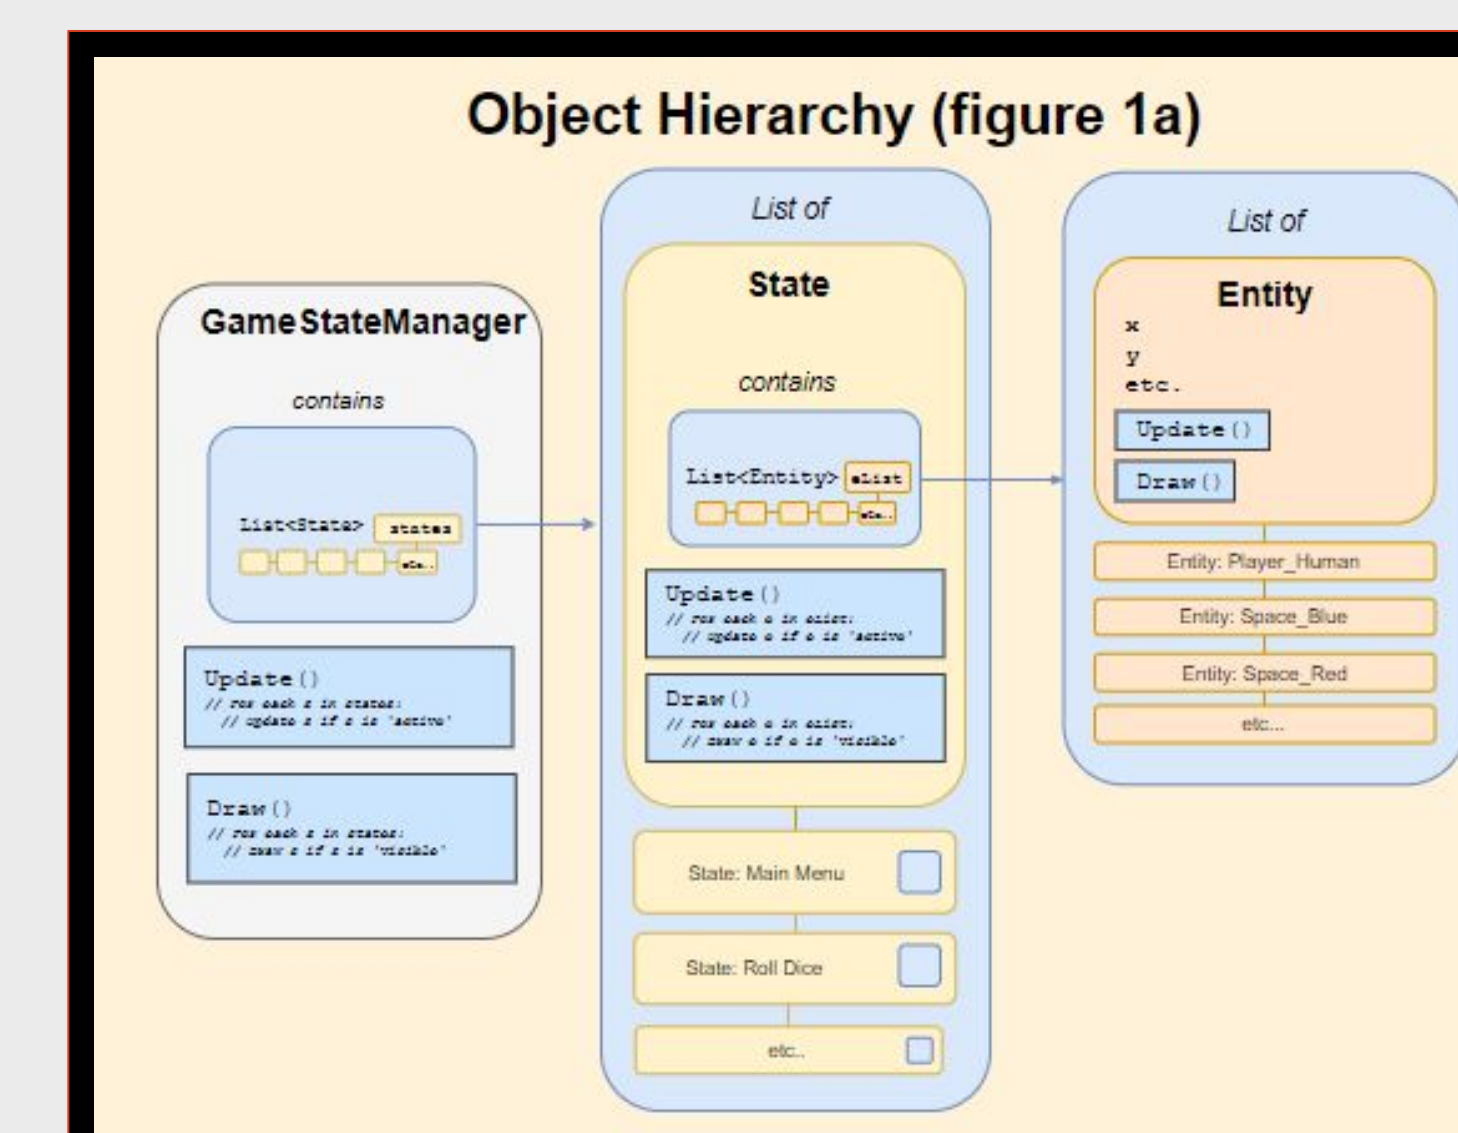 Object Hierarchy (figure 1a)
GameStateManager
contains
List<State> states
etc..
Update()
// for each s in states:
// update s if s is 'active'
Draw()
// for each s in states:
// draw s if s is 'visible'
List of
State
contains
List<Entity> eList
etc..
Update()
// for each e in elist:
// update e if e is 'active'
Draw()
// for each e in elist:
// draw e if e is 'visible'
State: Main Menu
State: Roll Dice
etc..
List of
Entity
x
y
etc.
Update()
Draw()
Entity: Player_Human
Entity: Space_Blue
Entity: Space_Red
etc...